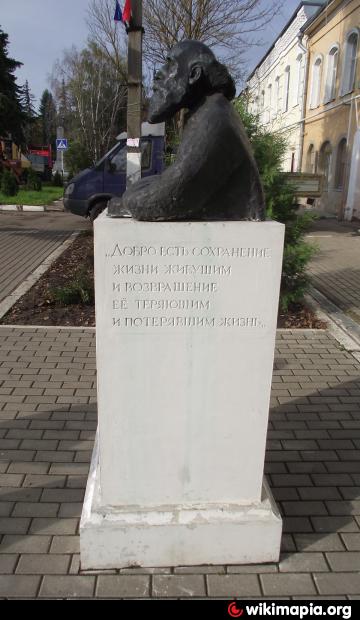 „Добро есть сохранение
жизни живущим
и возвращение
её теряющим
и потерявшим жизнь„
wikimapia.org